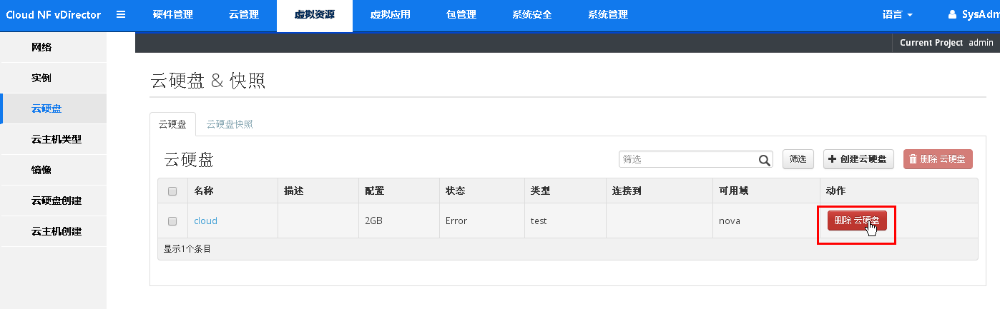 Cloud NF vDirector 硬件管理 云管理 虚拟资源 虚拟应用 包管理 系统安全 系统管理 语言 SysAdm
Current Project admin
网络
实例
云硬盘
云主机类型
镜像
云硬盘创建
云主机创建
云硬盘 & 快照
云硬盘 云硬盘快照
云硬盘 筛选 筛选 创建云硬盘 删除 云硬盘
名称 描述 配置 状态 类型 连接到 可用域 动作
cloud 2GB Error test nova 删除 云硬盘
显示1个条目